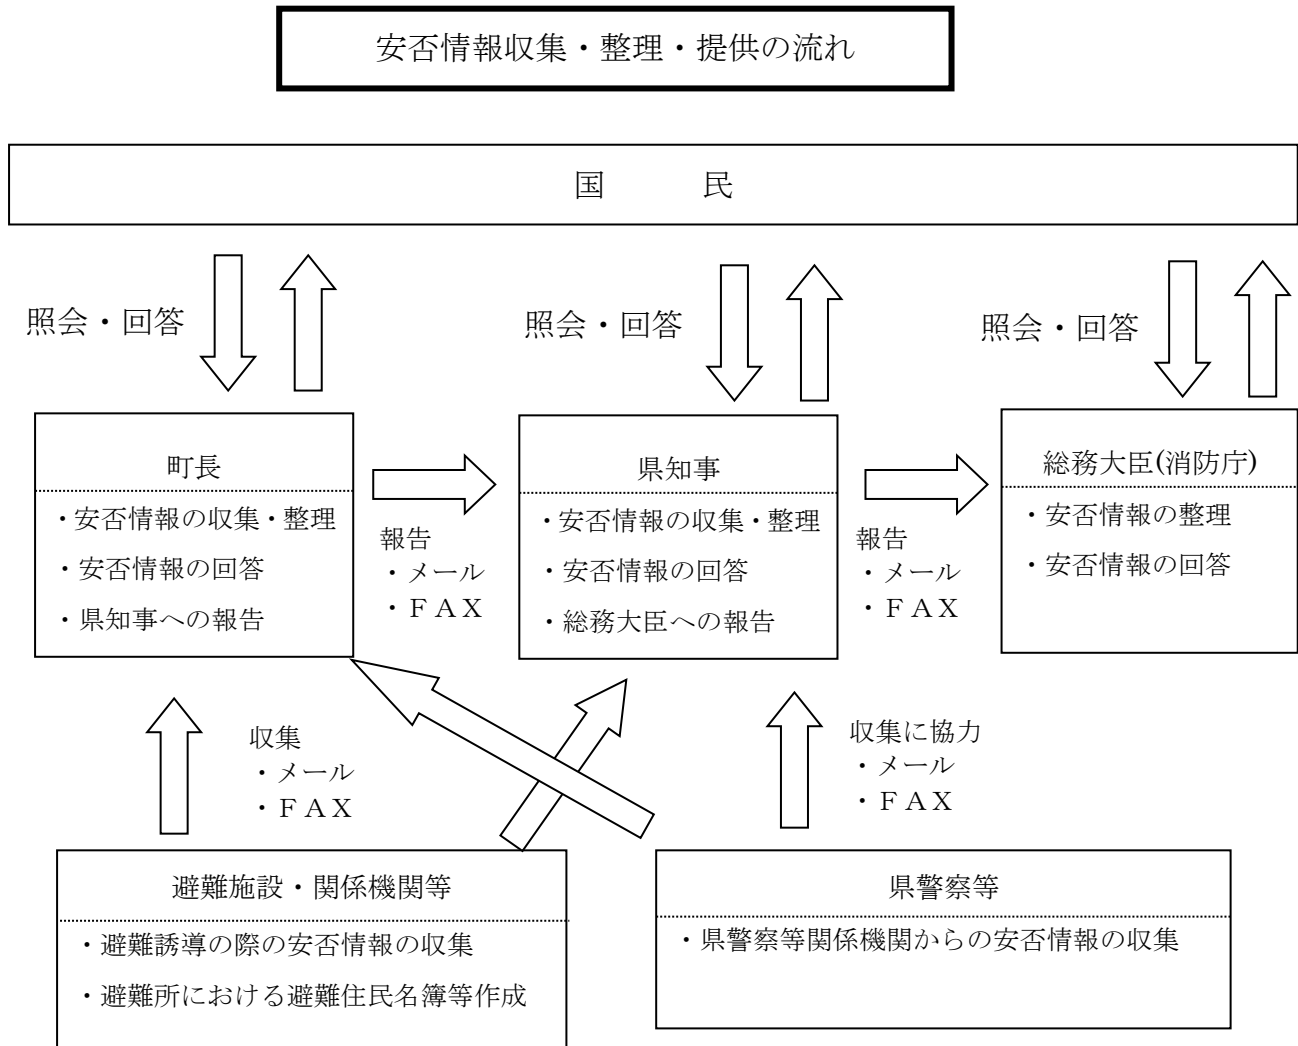 安否情報収集・整理・提供の流れ
国　　　民
照会・回答
照会・回答
照会・回答
町長
・安否情報の収集・整理
・安否情報の回答
・県知事への報告
報告
・メール
・ＦＡＸ
県知事
・安否情報の収集・整理
・安否情報の回答
・総務大臣への報告
報告
・メール
・ＦＡＸ
総務大臣(消防庁)
・安否情報の整理
・安否情報の回答
収集
・メール
・ＦＡＸ
収集に協力
・メール
・ＦＡＸ
避難施設・関係機関等
・避難誘導の際の安否情報の収集
・避難所における避難住民名簿等作成
県警察等
・県警察等関係機関からの安否情報の収集